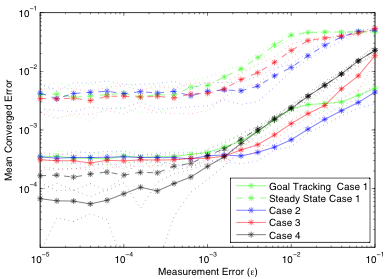 10^-1
10^-2
10^-3
10^-4
Mean Converged Error
Goal Tracking Case 1
Steady State Case 1
Case 2
Case 3
Case 4
10^-5 10^-4 10^-3 10^-2 10^-1
Measurement Error (ε)